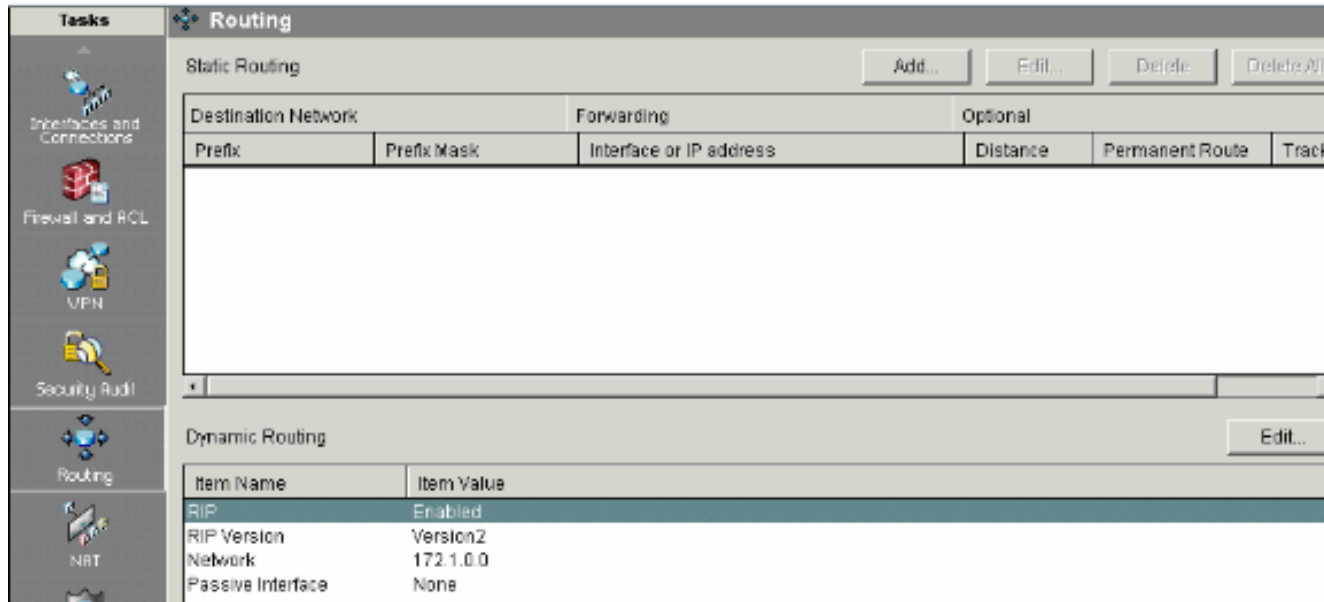 Tasks
Routing
Static Routing
Add...
Edit...
Delete
Delete All
Destination Network
Forwarding
Optional
Prefix
Prefix Mask
Interface or IP address
Distance
Permanent Route
Track
Interfaces and
Connections
Firewall and ACL
VPN
Security Audit
Routing
NAT
Dynamic Routing
Edit...
Item Name
Item Value
RIP
Enabled
RIP Version
Version2
Network
172.1.0.0
Passive Interface
None